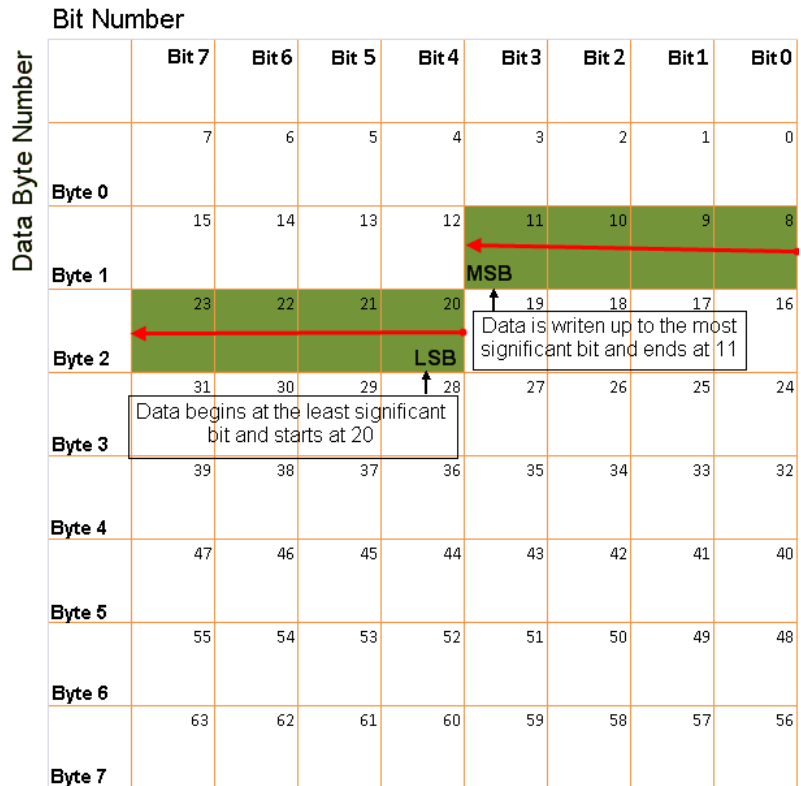 Bit Number
Data Byte Number
Bit 7 Bit 6 Bit 5 Bit 4 Bit 3 Bit 2 Bit 1 Bit 0
7 6 5 4 3 2 1 0
Byte 0
15 14 13 12 11 10 9 8
Byte 1 MSB
23 22 21 20 19 18 17 16
Data is writen up to the most
significant bit and ends at 11
Byte 2 LSB
31 30 29 28 27 26 25 24
Data begins at the least significant
bit and starts at 20
Byte 3
39 38 37 36 35 34 33 32
Byte 4
47 46 45 44 43 42 41 40
Byte 5
55 54 53 52 51 50 49 48
Byte 6
63 62 61 60 59 58 57 56
Byte 7